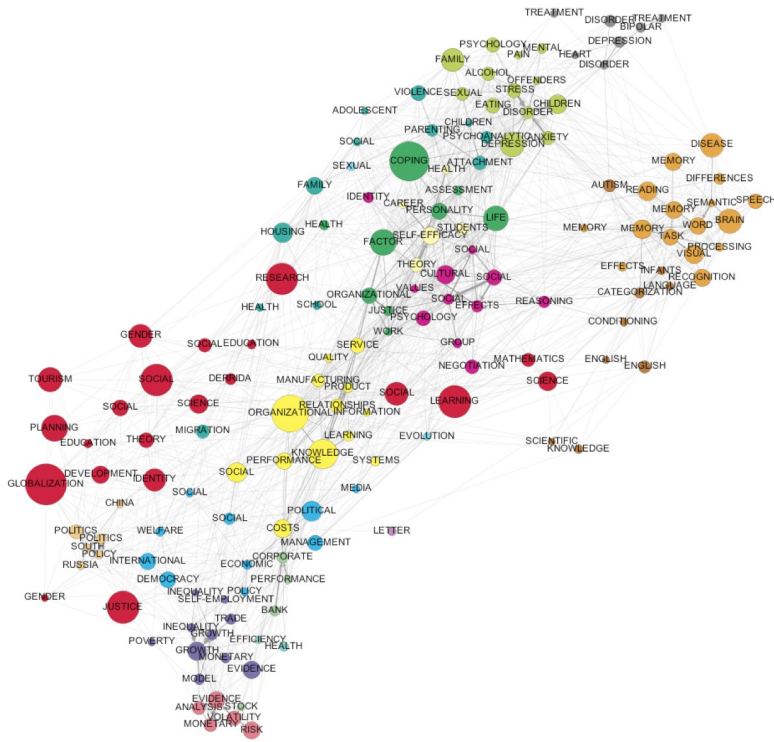 TREATMENT
DISORDER
TREATMENT
BIPOLAR
DEPRESSION
PSYCHOLOGY
MENTAL
FAMILY
PAIN
HEART
DISORDER
ALCOHOL
OFFENDERS
VIOLENCE
SEXUAL
STRESS
ADOLESCENT
EATING
CHILDREN
DISORDER
CHILDREN
PARENTING
PSYCHOANALYTIC
ANXIETY
SOCIAL
DEPRESSION
DISEASE
COPING
ATTACHMENT
MEMORY
SEXUAL
HEALTH
DIFFERENCES
FAMILY
AUTISM
READING
IDENTITY
ASSESSMENT
CAREER
SEMANTIC
SPEECH
PERSONALITY
MEMORY
HEALTH
LIFE
WORD
BRAIN
HOUSING
STUDENTS
MEMORY
MEMORY
SELF-EFFICACY
TASK
FACTOR
SOCIAL
PROCESSING
VISUAL
THEORY
EFFECTS
RESEARCH
CULTURAL
SOCIAL
INFANTS
RECOGNITION
VALUES
LANGUAGE
ORGANIZATIONAL
SOCIAL
REASONING
CATEGORIZATION
HEALTH
SCHOOL
EFFECTS
JUSTICE
PSYCHOLOGY
CONDITIONING
WORK
GENDER
SOCIAL
EDUCATION
SERVICE
GROUP
QUALITY
MATHEMATICS
ENGLISH
NEGOTIATION
ENGLISH
TOURISM
SOCIAL
DERRIDA
MANUFACTURING
SCIENCE
PRODUCT
SOCIAL
LEARNING
SOCIAL
SCIENCE
RELATIONSHIPS
ORGANIZATIONAL
INFORMATION
PLANNING
MIGRATION
LEARNING
EVOLUTION
EDUCATION
THEORY
SCIENTIFIC
KNOWLEDGE
KNOWLEDGE
PERFORMANCE
SYSTEMS
DEVELOPMENT
SOCIAL
GLOBALIZATION
IDENTITY
SOCIAL
MEDIA
CHINA
POLITICAL
SOCIAL
POLITICS
WELFARE
COSTS
LETTER
POLITICS
SOUTH
MANAGEMENT
POLICY
INTERNATIONAL
CORPORATE
RUSSIA
ECONOMIC
DEMOCRACY
PERFORMANCE
INEQUALITY
POLICY
GENDER
SELF-EMPLOYMENT
JUSTICE
BANK
TRADE
INEQUALITY
GROWTH
POVERTY
EFFICIENCY
HEALTH
GROWTH
MONETARY
EVIDENCE
MODEL
EVIDENCE
ANALYSIS
STOCK
VOLATILITY
MONETARY
RISK